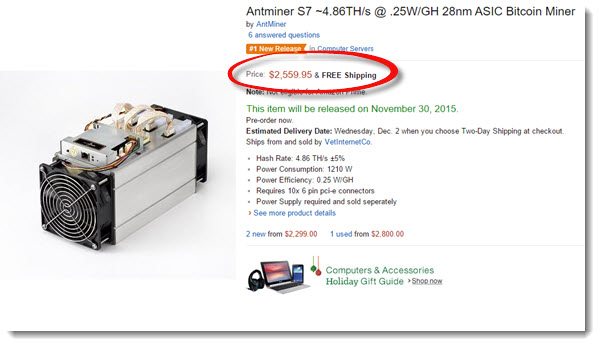 Antminer S7 ~4.86TH/s @ .25W/GH 28nm ASIC Bitcoin Miner
by AntMiner
6 answered questions
#1 New Release in Computer Servers
Price: $2,559.95 & FREE Shipping
Note: Not eligible for Amazon Prime.
This item will be released on November 30, 2015.
Pre-order now.
Estimated Delivery Date: Wednesday, Dec. 2 when you choose Two-Day Shipping at checkout.
Ships from and sold by VetInternetCo.
• Hash Rate: 4.86 TH/s ±5%
• Power Consumption: 1210 W
• Power Efficiency: 0.25 W/GH
• Requires 10x 6 pin pci-e connectors
• Power Supply required and sold seperately
› See more product details
2 new from $2,299.00 1 used from $2,800.00
Computers & Accessories
Holiday Gift Guide › Shop now